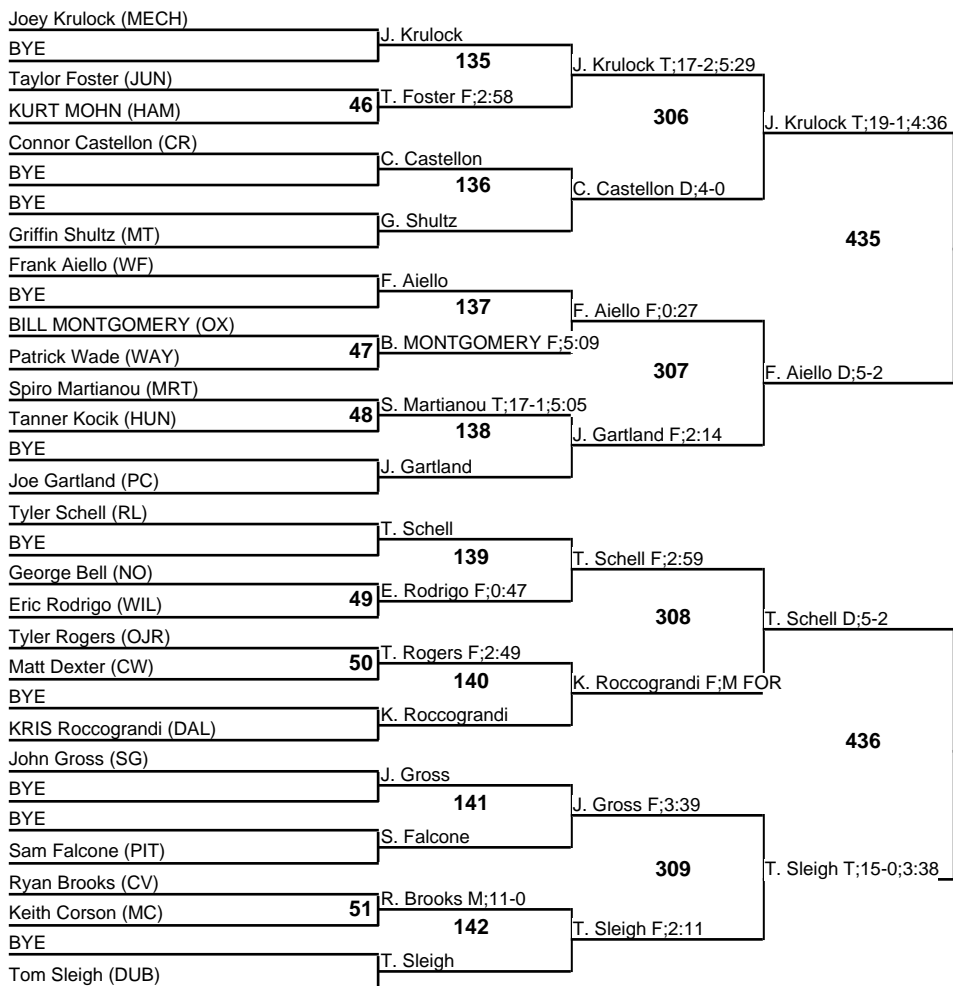 Joey Krulock (MECH)
BYE
Taylor Foster (JUN)
KURT MOHN (HAM)
Connor Castellon (CR)
BYE
BYE
Griffin Shultz (MT)
Frank Aiello (WF)
BYE
BILL MONTGOMERY (OX)
Patrick Wade (WAY)
Spiro Martianou (MRT)
Tanner Kocik (HUN)
BYE
Joe Gartland (PC)
Tyler Schell (RL)
BYE
George Bell (NO)
Eric Rodrigo (WIL)
Tyler Rogers (OJR)
Matt Dexter (CW)
BYE
KRIS Roccograndi (DAL)
John Gross (SG)
BYE
BYE
Sam Falcone (PIT)
Ryan Brooks (CV)
Keith Corson (MC)
BYE
Tom Sleigh (DUB)
46
47
48
49
50
51
J. Krulock
135
T. Foster F;2:58
C. Castellon
136
G. Shultz
F. Aiello
137
B. MONTGOMERY F;5:09
S. Martianou T;17-1;5:05
138
J. Gartland
T. Schell
139
E. Rodrigo F;0:47
T. Rogers F;2:49
140
K. Roccograndi
J. Gross
141
S. Falcone
R. Brooks M;11-0
142
T. Sleigh
J. Krulock T;17-2;5:29
306
C. Castellon D;4-0
F. Aiello F;0:27
307
J. Gartland F;2:14
T. Schell F;2:59
308
K. Roccograndi F;M FOR
J. Gross F;3:39
309
T. Sleigh F;2:11
J. Krulock T;19-1;4:36
435
F. Aiello D;5-2
T. Schell D;5-2
436
T. Sleigh T;15-0;3:38